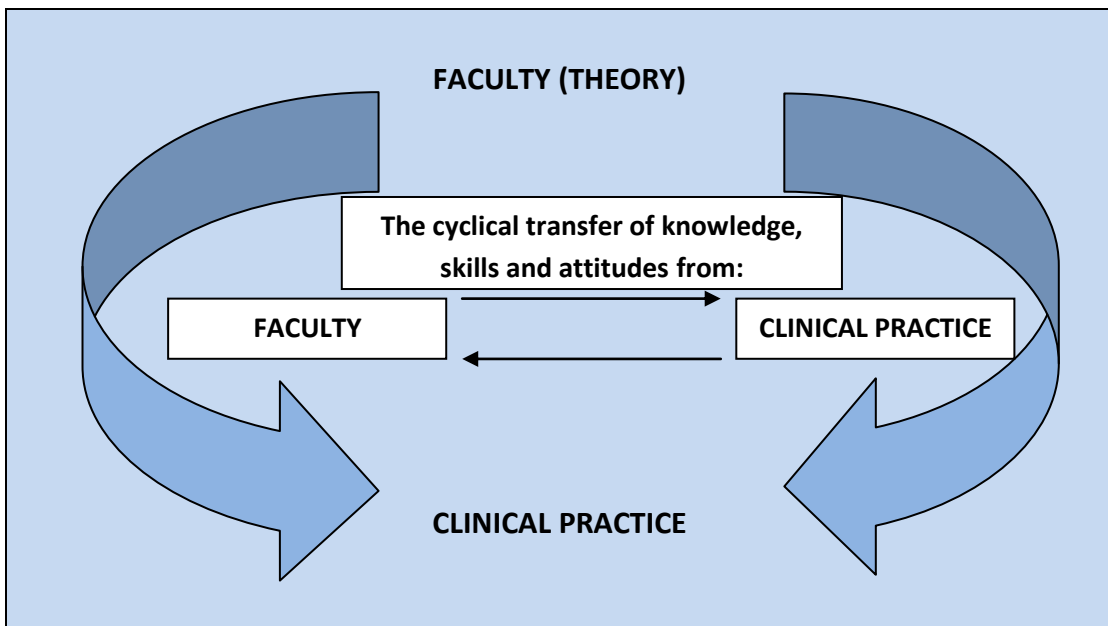 FACULTY (THEORY)
The cyclical transfer of knowledge,
skills and attitudes from:
FACULTY
CLINICAL PRACTICE
CLINICAL PRACTICE